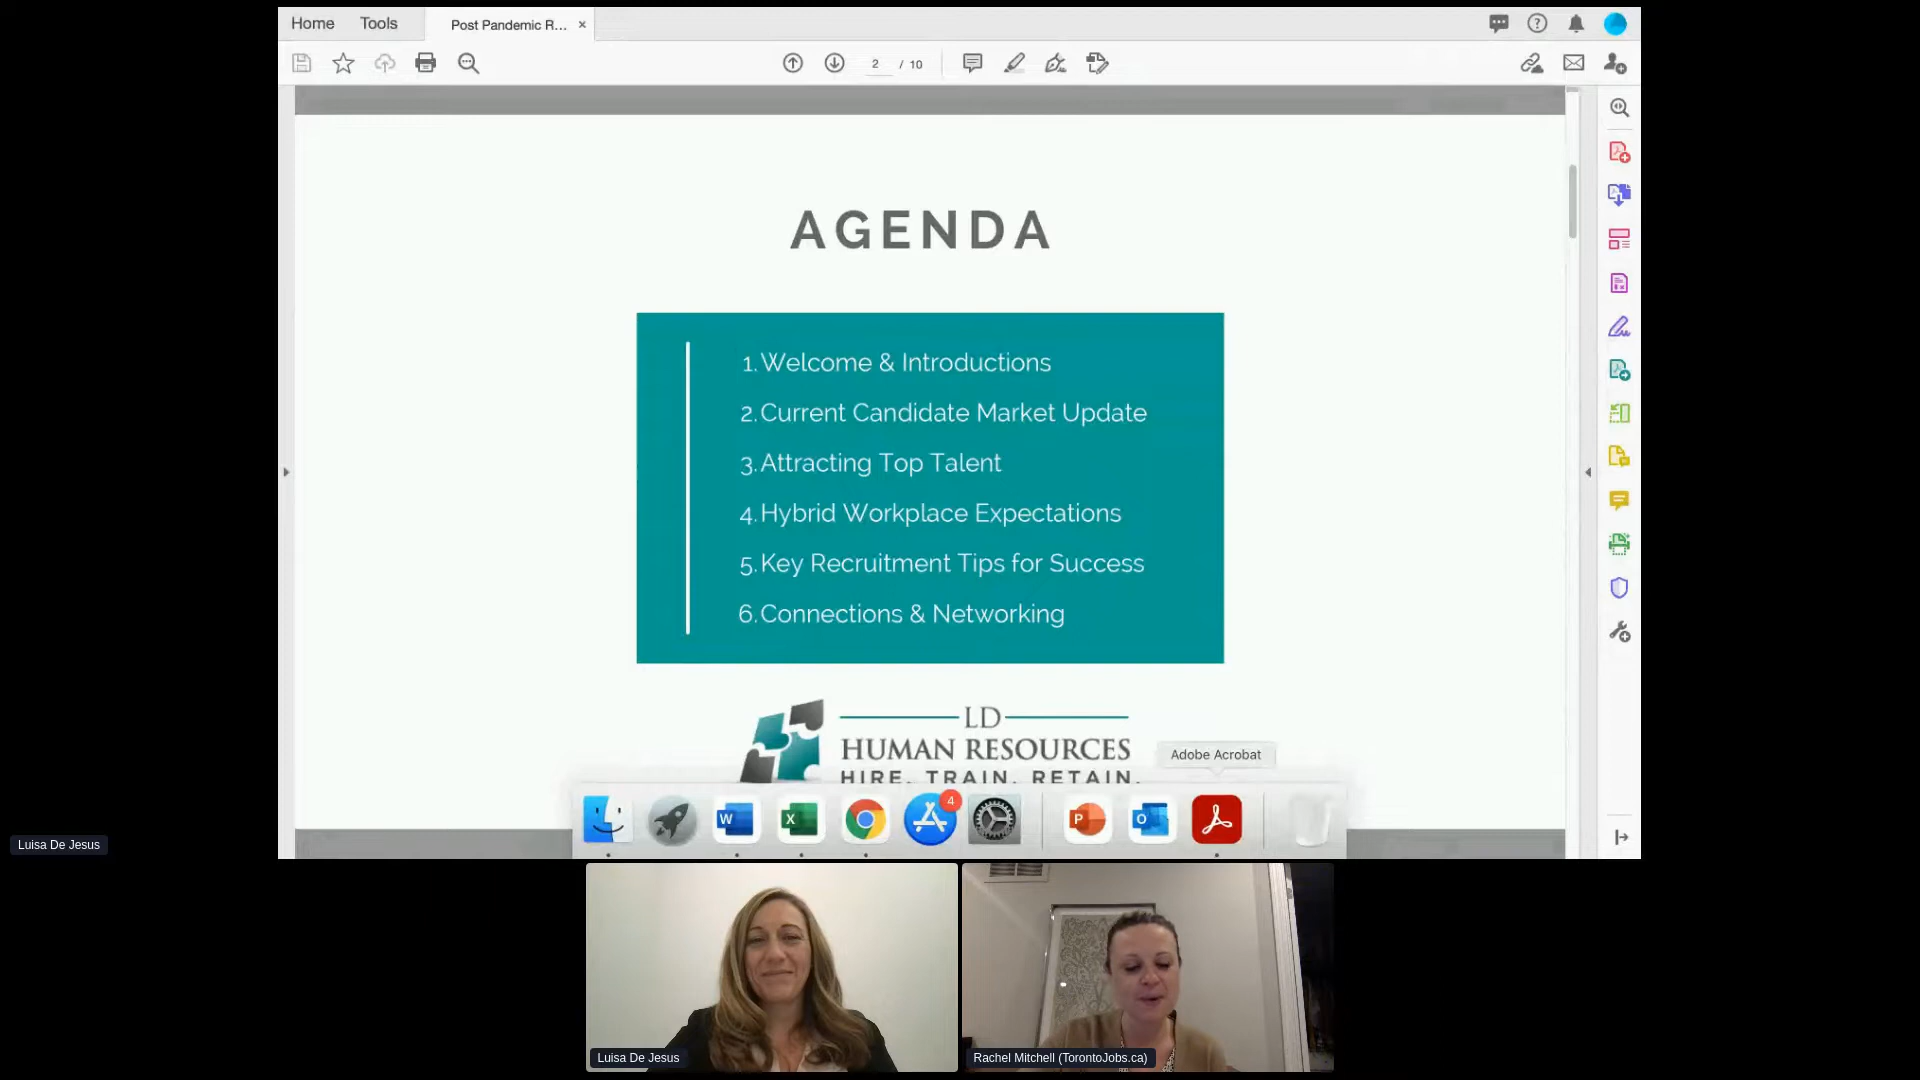 Home
Tools
Post Pandemic R...
2 / 10
AGENDA
1. Welcome & Introductions
2. Current Candidate Market Update
3. Attracting Top Talent
4. Hybrid Workplace Expectations
5. Key Recruitment Tips for Success
6. Connections & Networking
LD
HUMAN RESOURCES
HIRE. TRAIN. RETAIN.
Adobe Acrobat
W
X
4
P
O
Luisa De Jesus
Luisa De Jesus
Rachel Mitchell (TorontoJobs.ca)